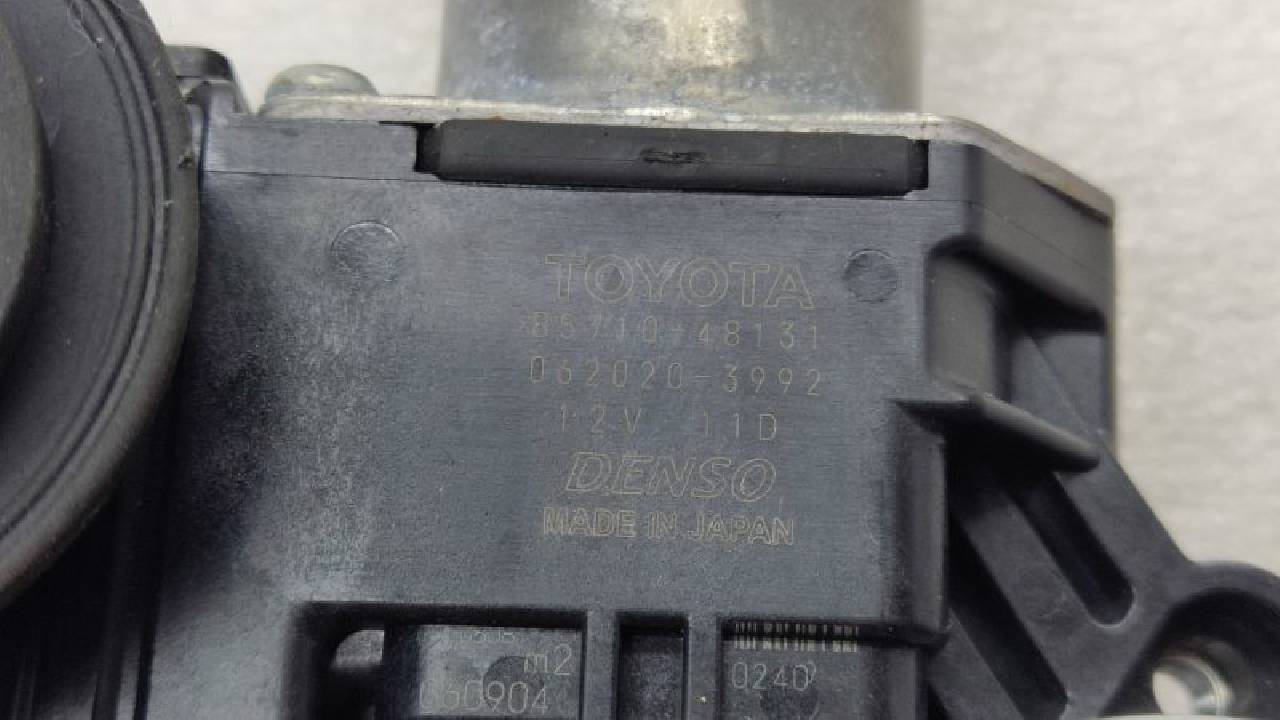 TOYOTA
85710-48131
062020-3992
12V 11D
DENSO
MADE IN JAPAN
m2
060904
0240